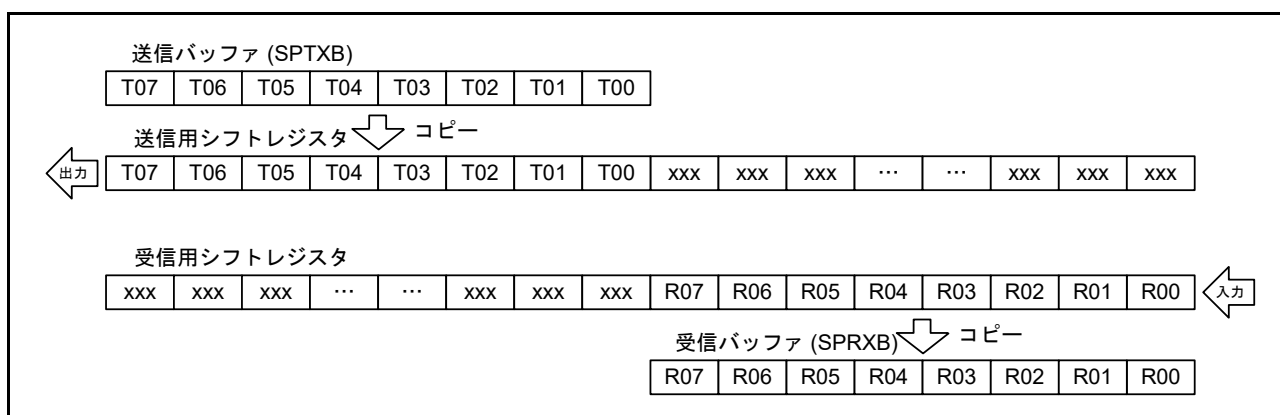 送信バッファ (SPTXB)
T07 T06 T05 T04 T03 T02 T01 T00
コピー
送信用シフトレジスタ
出力 T07 T06 T05 T04 T03 T02 T01 T00 xxx xxx xxx … … xxx xxx xxx
受信用シフトレジスタ
xxx xxx xxx … … xxx xxx xxx R07 R06 R05 R04 R03 R02 R01 R00 入力
受信バッファ (SPRXB) コピー
R07 R06 R05 R04 R03 R02 R01 R00